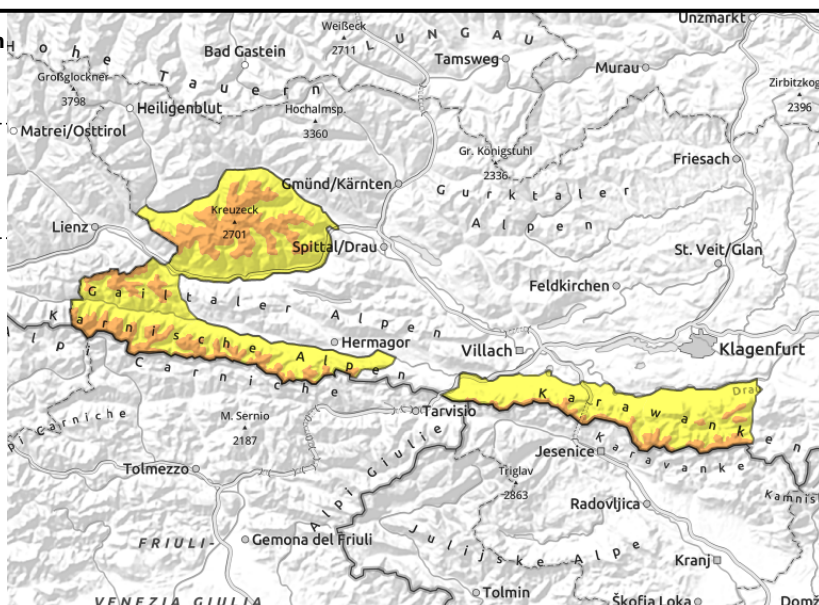 Unzmarkt
Weißeck
2711
LUNGAU
Hohe Tauern
Bad Gastein
Tamsweg
Murau
Großglockner
3798
Zirbitzkog
2396
Heiligenblut
Hochalmsp.
3360
Matrei/Osttirol
Gr. Königstuhl
2336
Friesach
Gmünd/Kärnten
Gurktaler
Alpen
Kreuzeck
2701
Lienz
Spittal/Drau
St. Veit/Glan
Feldkirchen
Gailtaler Alpen
Karnische Alpen
Hermagor
Villach
Klagenfurt
Alpi Carniche
Dra
Karawanken
Tarvisio
pi Carniche
M. Sernio
2187
Karavanke
Jesenice
Alpi Giulie
Tolmezzo
Triglav
2863
Kamnis
Radovljica
Julijske Alpe
FRIULI-
Gemona del Friuli
Kranj
VENEZIA GIULIA
Tolmin
Škofja Loka
Domž